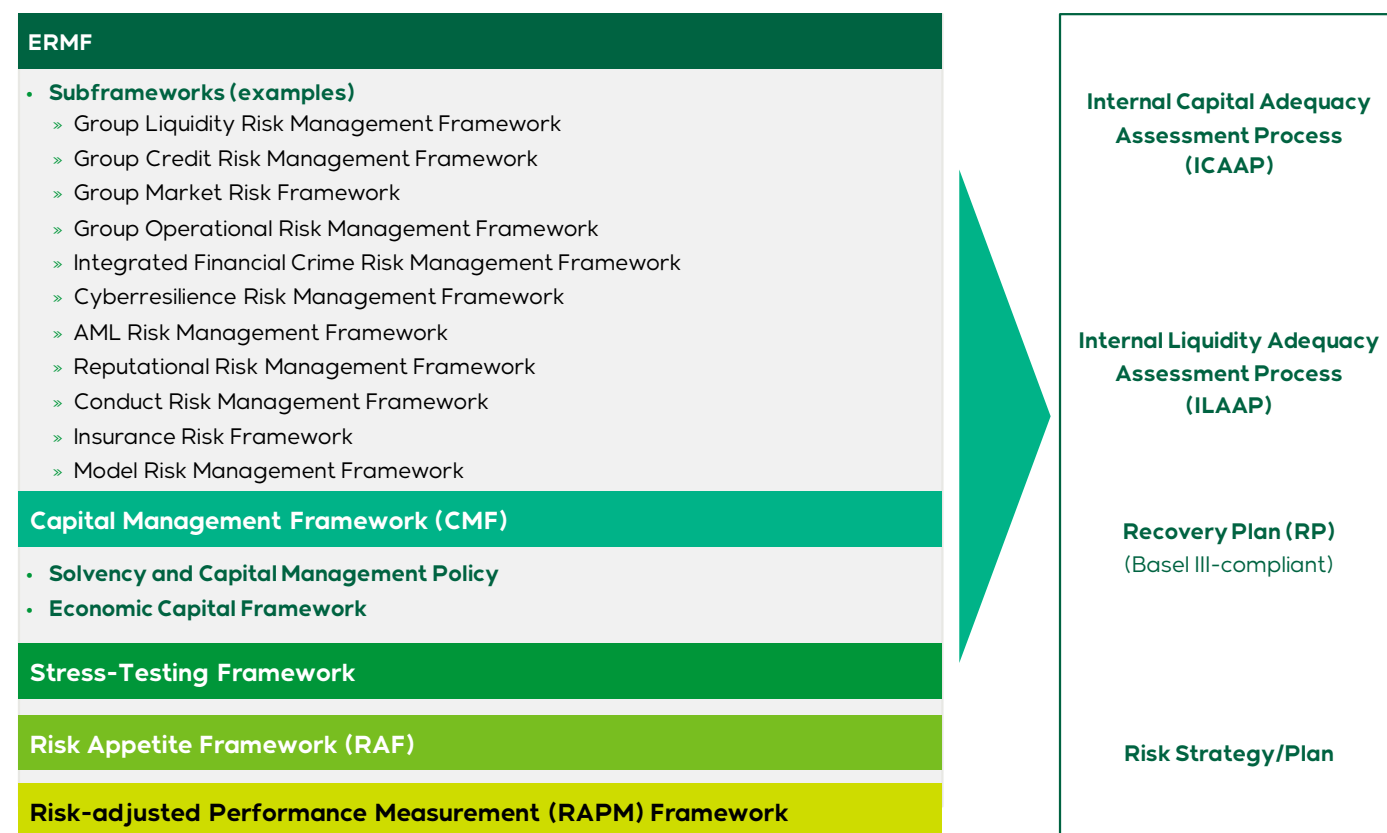 ERMF
• Subframeworks (examples)
» Group Liquidity Risk Management Framework
» Group Credit Risk Management Framework
» Group Market Risk Framework
» Group Operational Risk Management Framework
» Integrated Financial Crime Risk Management Framework
» Cyberresilience Risk Management Framework
» AML Risk Management Framework
» Reputational Risk Management Framework
» Conduct Risk Management Framework
» Insurance Risk Framework
» Model Risk Management Framework
Capital Management Framework (CMF)
• Solvency and Capital Management Policy
• Economic Capital Framework
Stress-Testing Framework
Risk Appetite Framework (RAF)
Risk-adjusted Performance Measurement (RAPM) Framework
Internal Capital Adequacy
Assessment Process
(ICAAP)
Internal Liquidity Adequacy
Assessment Process
(ILAAP)
Recovery Plan (RP)
(Basel III-compliant)
Risk Strategy/Plan